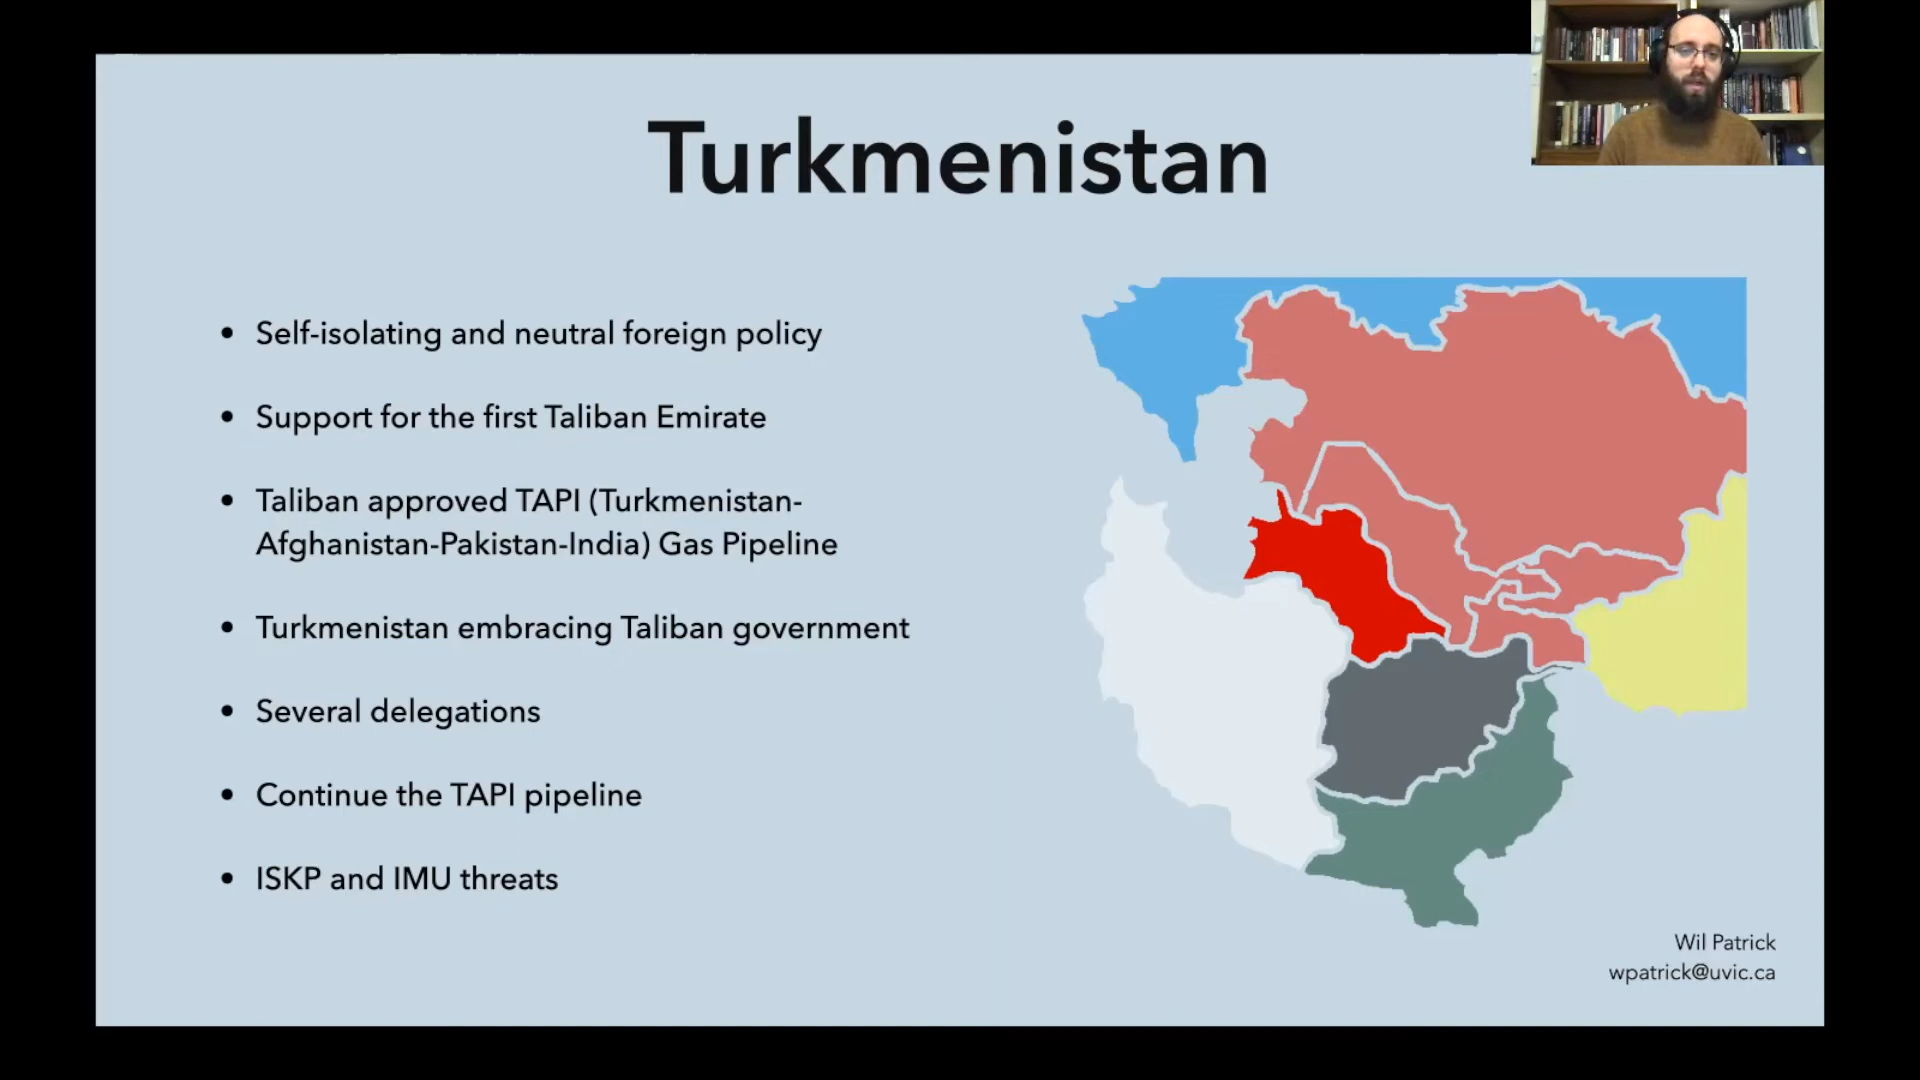 Turkmenistan
• Self-isolating and neutral foreign policy
• Support for the first Taliban Emirate
• Taliban approved TAPI (Turkmenistan-
Afghanistan-Pakistan-India) Gas Pipeline
• Turkmenistan embracing Taliban government
• Several delegations
• Continue the TAPI pipeline
• ISKP and IMU threats
Wil Patrick
wpatrick@uvic.ca